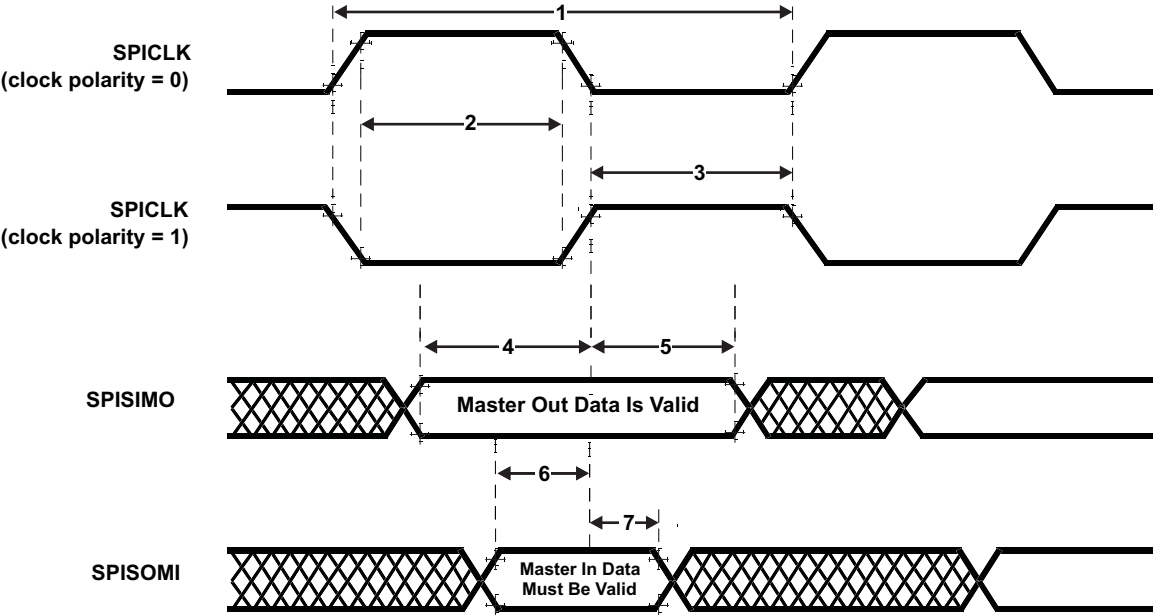 1
SPICLK
(clock polarity = 0)
2
3
SPICLK
(clock polarity = 1)
4
5
SPISIMO
Master Out Data Is Valid
6
7
SPISOMI
Master In Data
Must Be Valid